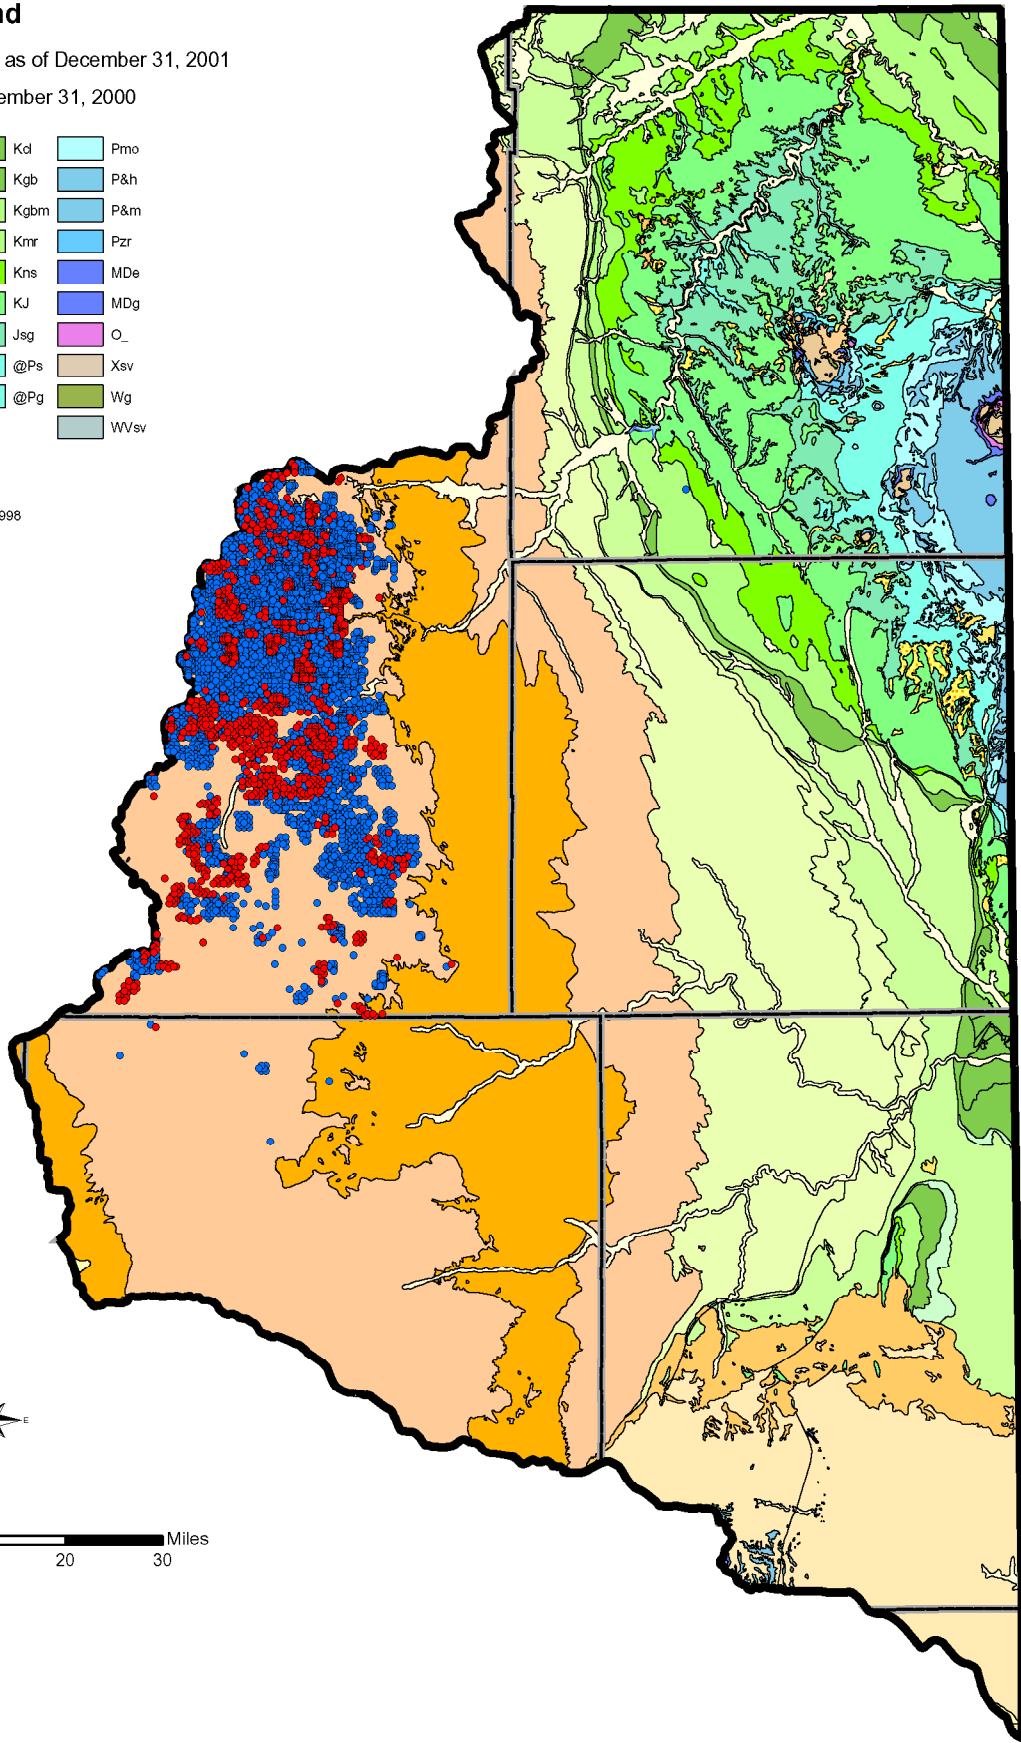 nd
as of December 31, 2001
ember 31, 2000
Kcl Pmo
Kgb P&h
Kgbm P&m
Kmr Pzr
Kns MDe
KJ MDg
Jsg O_
@Ps Xsv
@Pg Wg
WVsv
998
E
Miles
20 30